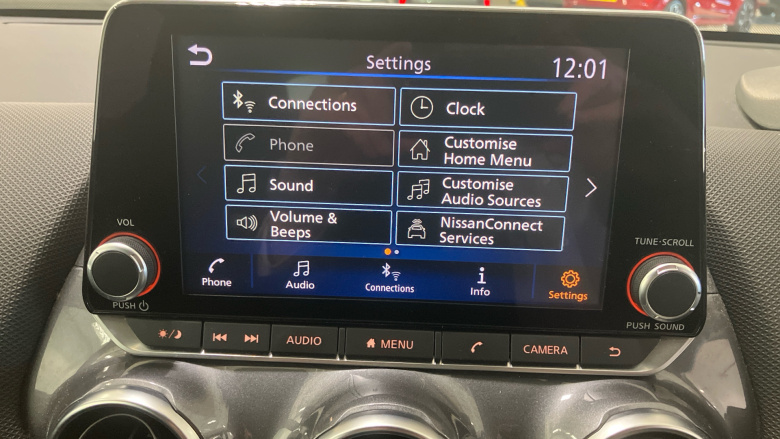 Settings
12:01
Connections
Clock
Phone
Customise
Home Menu
Sound
Customise
Audio Sources
Volume &
Beeps
NissanConnect
Services
Phone
Audio
Connections
Info
Settings
VOL
PUSH
TUNE·SCROLL
PUSH SOUND
AUDIO
MENU
CAMERA